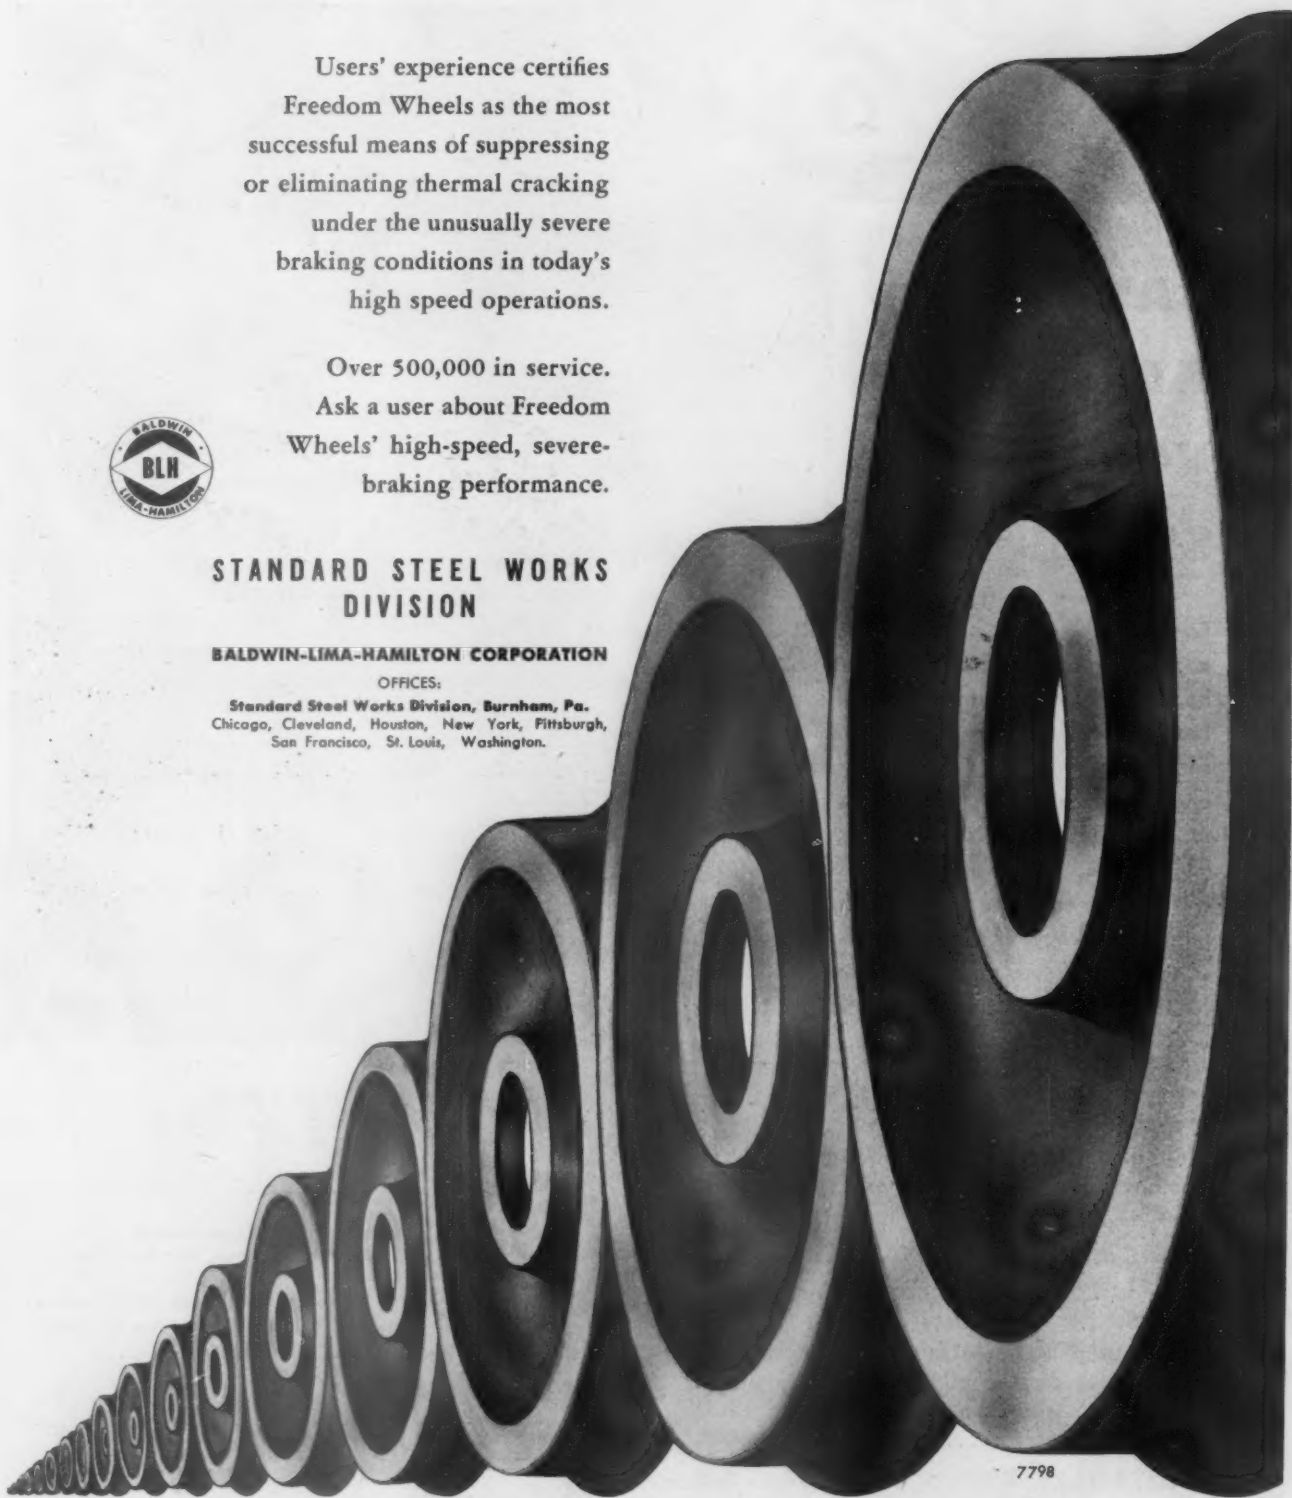 Users' experience certifies
Freedom Wheels as the most
successful means of suppressing
or eliminating thermal cracking
under the unusually severe
braking conditions in today's
high speed operations.
Over 500,000 in service.
Ask a user about Freedom
Wheels' high-speed, severe-
braking performance.
BALDWIN
BLH
LIMA-HAMILTON
STANDARD STEEL WORKS
DIVISION
BALDWIN-LIMA-HAMILTON CORPORATION
OFFICES:
Standard Steel Works Division, Burnham, Pa.
Chicago, Cleveland, Houston, New York, Pittsburgh,
San Francisco, St. Louis, Washington.
7798